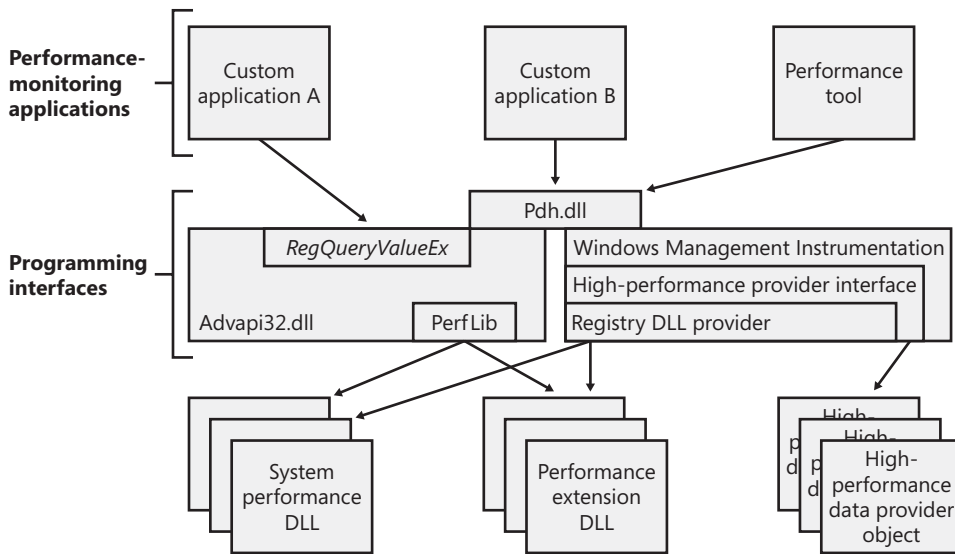 Performance-
monitoring
applications
Custom
application A
Custom
application B
Performance
tool
Programming
interfaces
Pdh.dll
RegQueryValueEx
Advapi32.dll
PerfLib
Windows Management Instrumentation
High-performance provider interface
Registry DLL provider
System
performance
DLL
Performance
extension
DLL
High-
p
d
High-
p
d
High-
performance
data provider
object